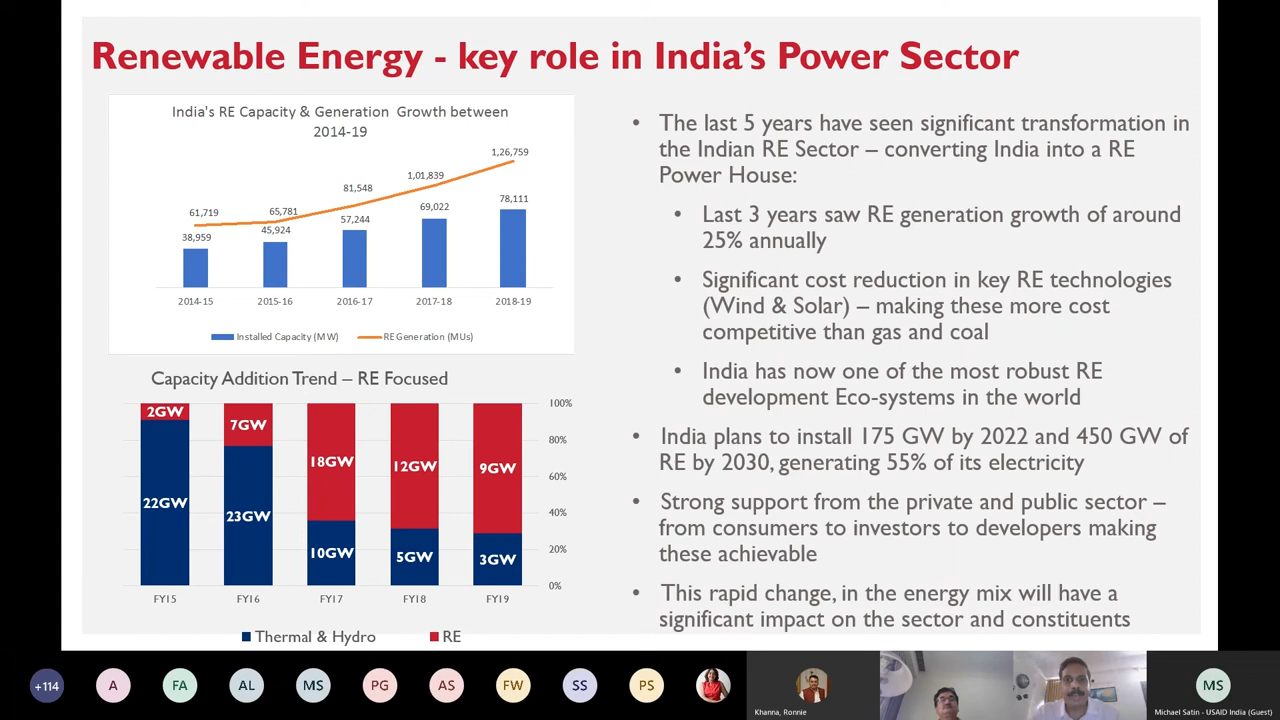 Renewable Energy - key role in India's Power Sector
India's RE Capacity & Generation Growth between
2014-19
1,26,759
1,01,839
81,548
61,719
65,781
78,111
69,022
57,244
45,924
38,959
2014-15 2015-16 2016-17 2017-18 2018-19
Installed Capacity (MW) RE Generation (MUs)
Capacity Addition Trend – RE Focused
100%
80%
60%
40%
20%
0%
2GW 7GW 18GW 12GW 9GW
22GW 23GW 10GW 5GW 3GW
FY15 FY16 FY17 FY18 FY19
Thermal & Hydro RE
• The last 5 years have seen significant transformation in
the Indian RE Sector – converting India into a RE
Power House:
• Last 3 years saw RE generation growth of around
25% annually
• Significant cost reduction in key RE technologies
(Wind & Solar) – making these more cost
competitive than gas and coal
• India has now one of the most robust RE
development Eco-systems in the world
• India plans to install 175 GW by 2022 and 450 GW of
RE by 2030, generating 55% of its electricity
• Strong support from the private and public sector –
from consumers to investors to developers making
these achievable
• This rapid change, in the energy mix will have a
significant impact on the sector and constituents
+114 A FA AL MS PG AS FW SS PS MS
Khanna, Ronnie
Michael Satin - USAID India (Guest)